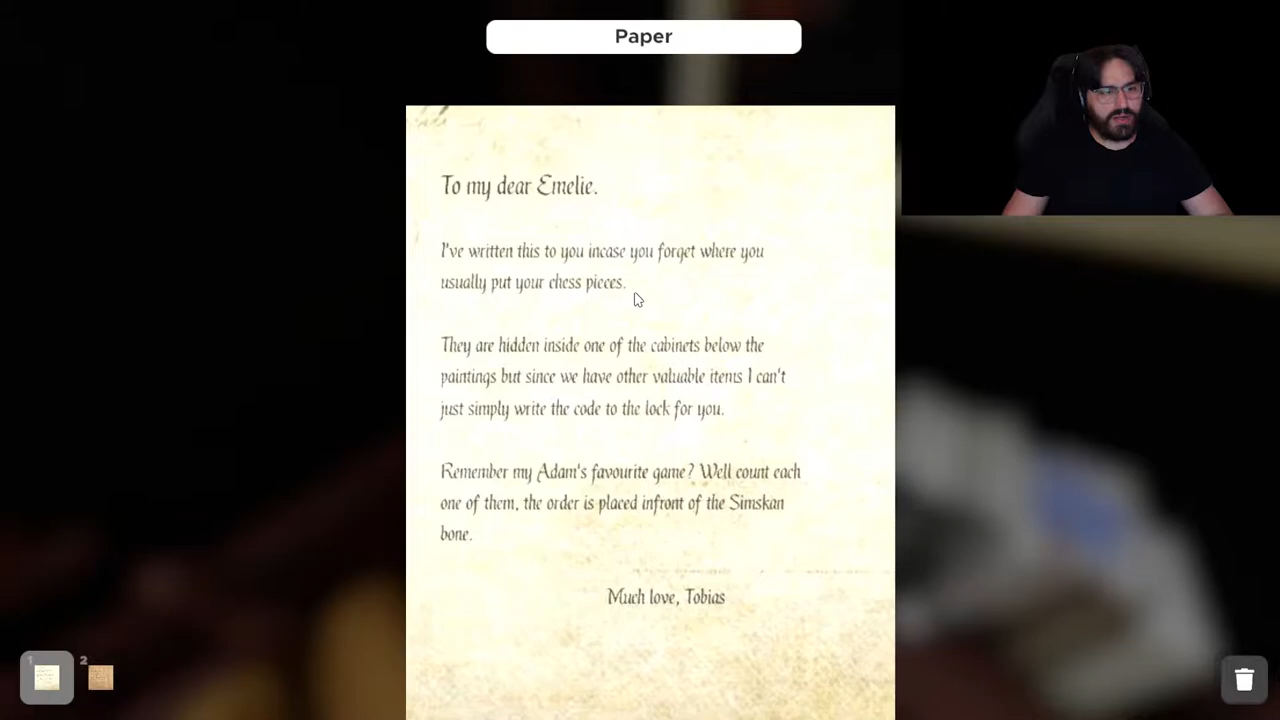 Paper
To my dear Emelie.
I've written this to you incase you forget where you
usually put your chess pieces.
They are hidden inside one of the cabinets below the
paintings but since we have other valuable items I can't
just simply write the code to the lock for you.
Remember my Adam's favourite game? Well count each
one of them, the order is placed infront of the Simskan
bone.
Much love, Tobias
1
2